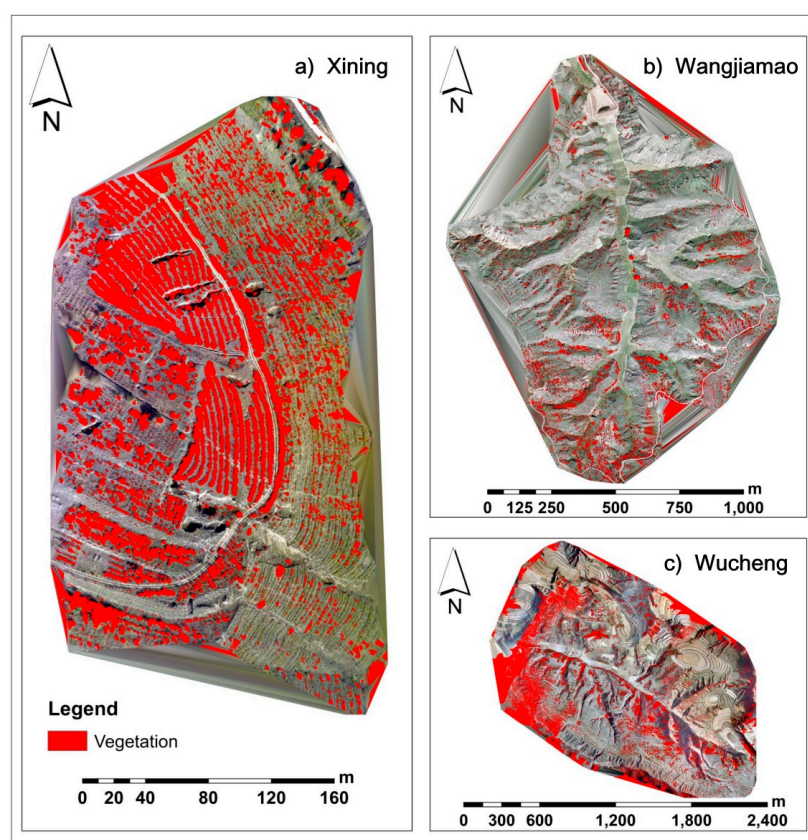 a) Xining
N
Legend
Vegetation
m
0 20 40 80 120 160
b) Wangjiamao
N
m
0 125 250 500 750 1,000
c) Wucheng
N
m
0 300 600 1,200 1,800 2,400